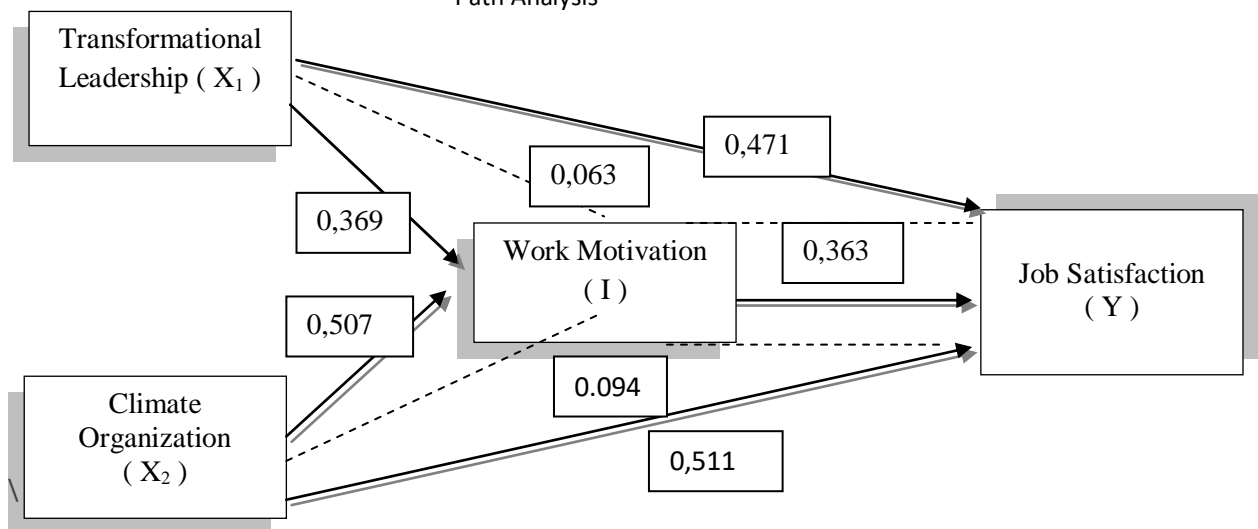 Path Analysis
Transformational
Leadership ( X₁ )
0,471
0,063
0,369
Work Motivation
( I )
0,363
Job Satisfaction
( Y )
0,507
0.094
Climate
Organization
( X₂ )
0,511
\